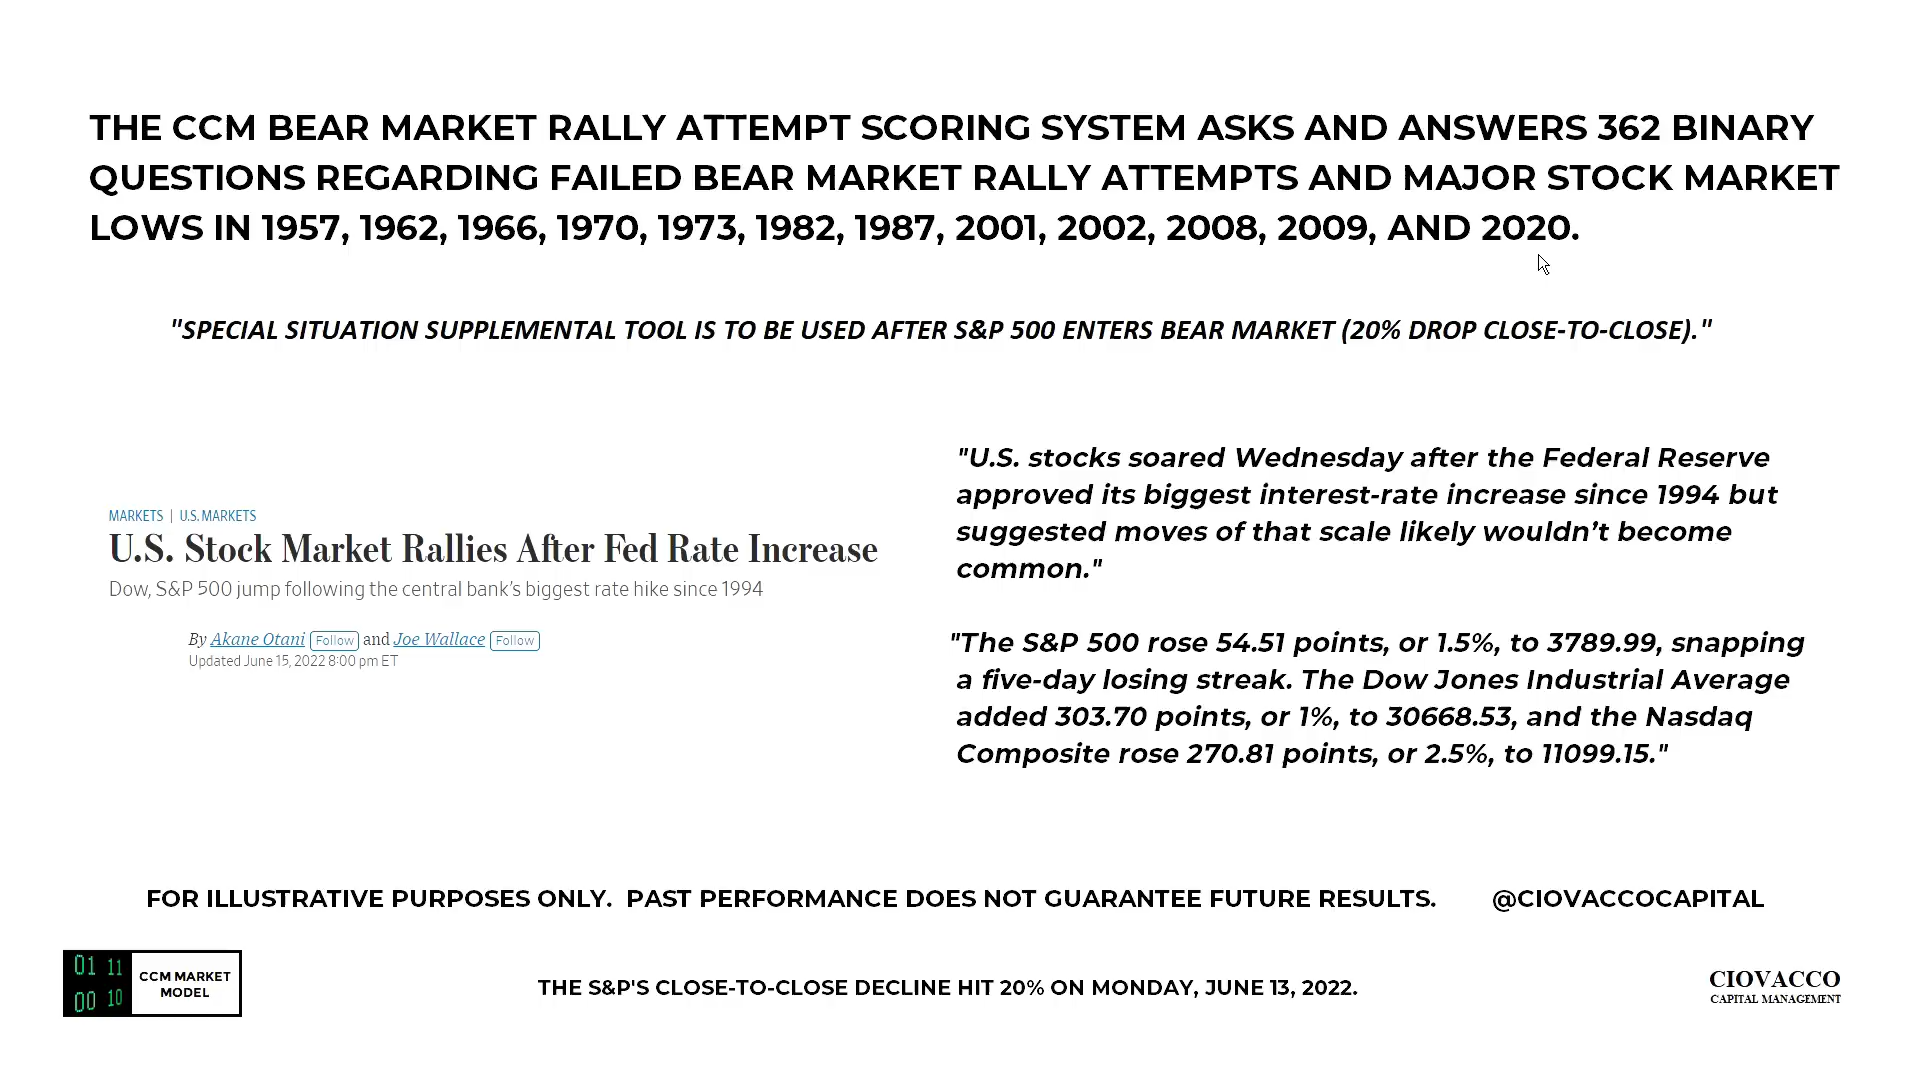 THE CCM BEAR MARKET RALLY ATTEMPT SCORING SYSTEM ASKS AND ANSWERS 362 BINARY
QUESTIONS REGARDING FAILED BEAR MARKET RALLY ATTEMPTS AND MAJOR STOCK MARKET
LOWS IN 1957, 1962, 1966, 1970, 1973, 1982, 1987, 2001, 2002, 2008, 2009, AND 2020.
"SPECIAL SITUATION SUPPLEMENTAL TOOL IS TO BE USED AFTER S&P 500 ENTERS BEAR MARKET (20% DROP CLOSE-TO-CLOSE)."
MARKETS | U.S. MARKETS
U.S. Stock Market Rallies After Fed Rate Increase
Dow, S&P 500 jump following the central bank’s biggest rate hike since 1994
By Akane Otani Follow and Joe Wallace Follow
Updated June 15, 2022 8:00 pm ET
"U.S. stocks soared Wednesday after the Federal Reserve
approved its biggest interest-rate increase since 1994 but
suggested moves of that scale likely wouldn’t become
common."
"The S&P 500 rose 54.51 points, or 1.5%, to 3789.99, snapping
a five-day losing streak. The Dow Jones Industrial Average
added 303.70 points, or 1%, to 30668.53, and the Nasdaq
Composite rose 270.81 points, or 2.5%, to 11099.15."
FOR ILLUSTRATIVE PURPOSES ONLY. PAST PERFORMANCE DOES NOT GUARANTEE FUTURE RESULTS. @CIOVACCOCAPITAL
01 11
00 10
CCM MARKET
MODEL
THE S&P'S CLOSE-TO-CLOSE DECLINE HIT 20% ON MONDAY, JUNE 13, 2022.
CIOVACCO
CAPITAL MANAGEMENT